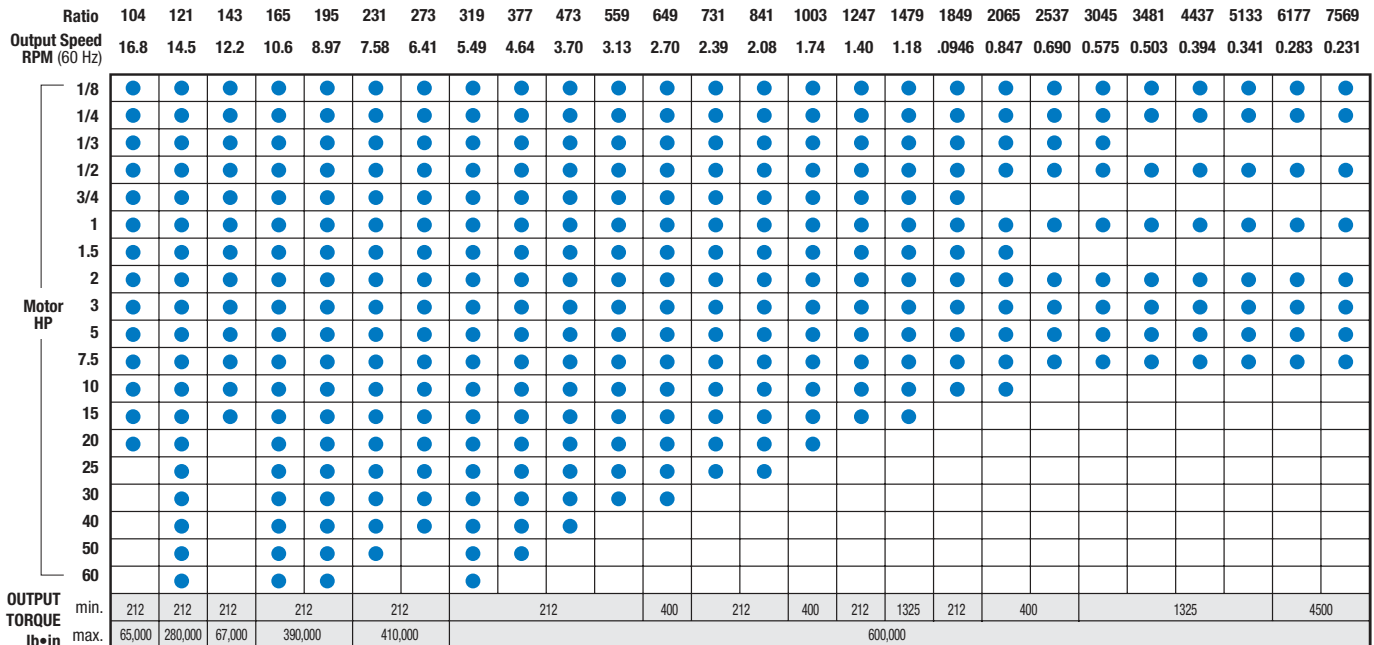 Ratio 104 121 143 165 195 231 273 319 377 473 559 649 731 841 1003 1247 1479 1849 2065 2537 3045 3481 4437 5133 6177 7569
Output Speed
RPM (60 Hz) 16.8 14.5 12.2 10.6 8.97 7.58 6.41 5.49 4.64 3.70 3.13 2.70 2.39 2.08 1.74 1.40 1.18 .0946 0.847 0.690 0.575 0.503 0.394 0.341 0.283 0.231
1/8
1/4
1/3
1/2
3/4
1
1.5
2
Motor
HP
3
5
7.5
10
15
20
25
30
40
50
60
OUTPUT
TORQUE
lb•in
min. 212 212 212 212 212 212 400 212 400 212 1325 212 400 1325 4500
max. 65,000 280,000 67,000 390,000 410,000 600,000